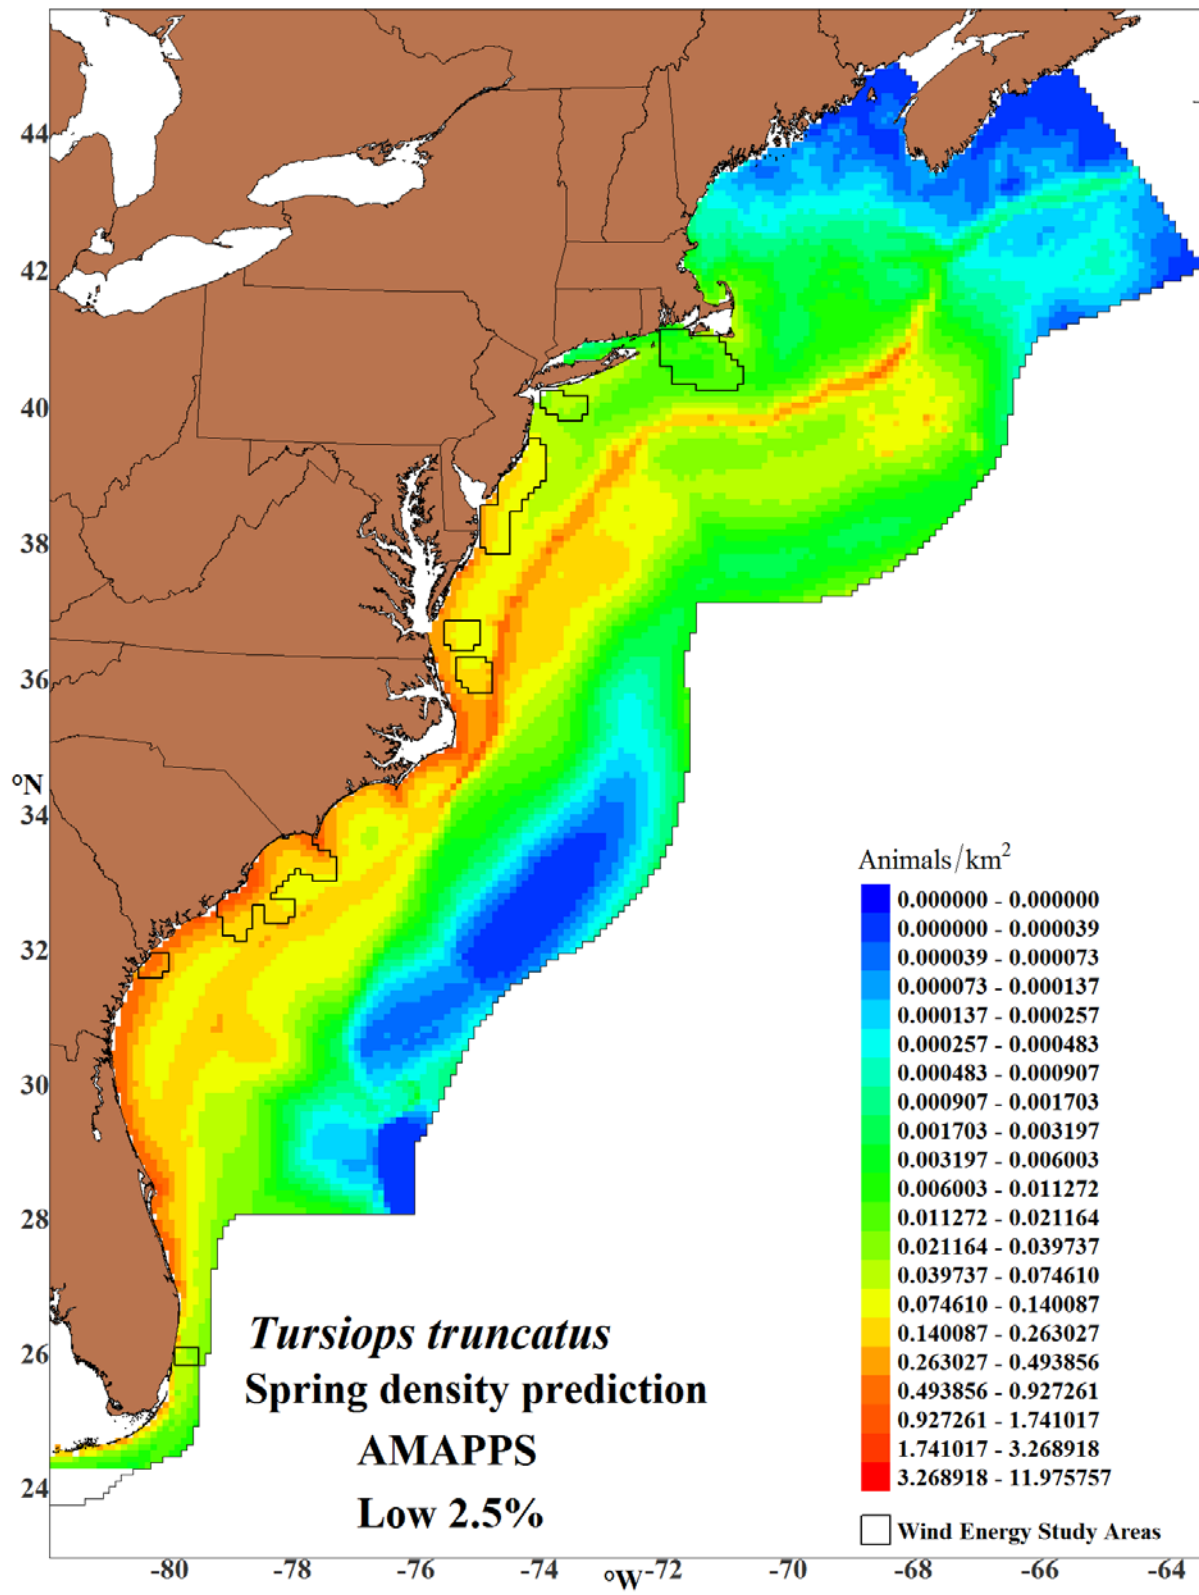 44
42
40
38
36
°N
34
32
30
28
26
24
Animals/km²
0.000000 - 0.000000
0.000000 - 0.000039
0.000039 - 0.000073
0.000073 - 0.000137
0.000137 - 0.000257
0.000257 - 0.000483
0.000483 - 0.000907
0.000907 - 0.001703
0.001703 - 0.003197
0.003197 - 0.006003
0.006003 - 0.011272
0.011272 - 0.021164
0.021164 - 0.039737
0.039737 - 0.074610
0.074610 - 0.140087
0.140087 - 0.263027
0.263027 - 0.493856
0.493856 - 0.927261
0.927261 - 1.741017
1.741017 - 3.268918
3.268918 - 11.975757
Wind Energy Study Areas
Tursiops truncatus
Spring density prediction
AMAPPS
Low 2.5%
-80 -78 -76 -74 °W -72 -70 -68 -66 -64